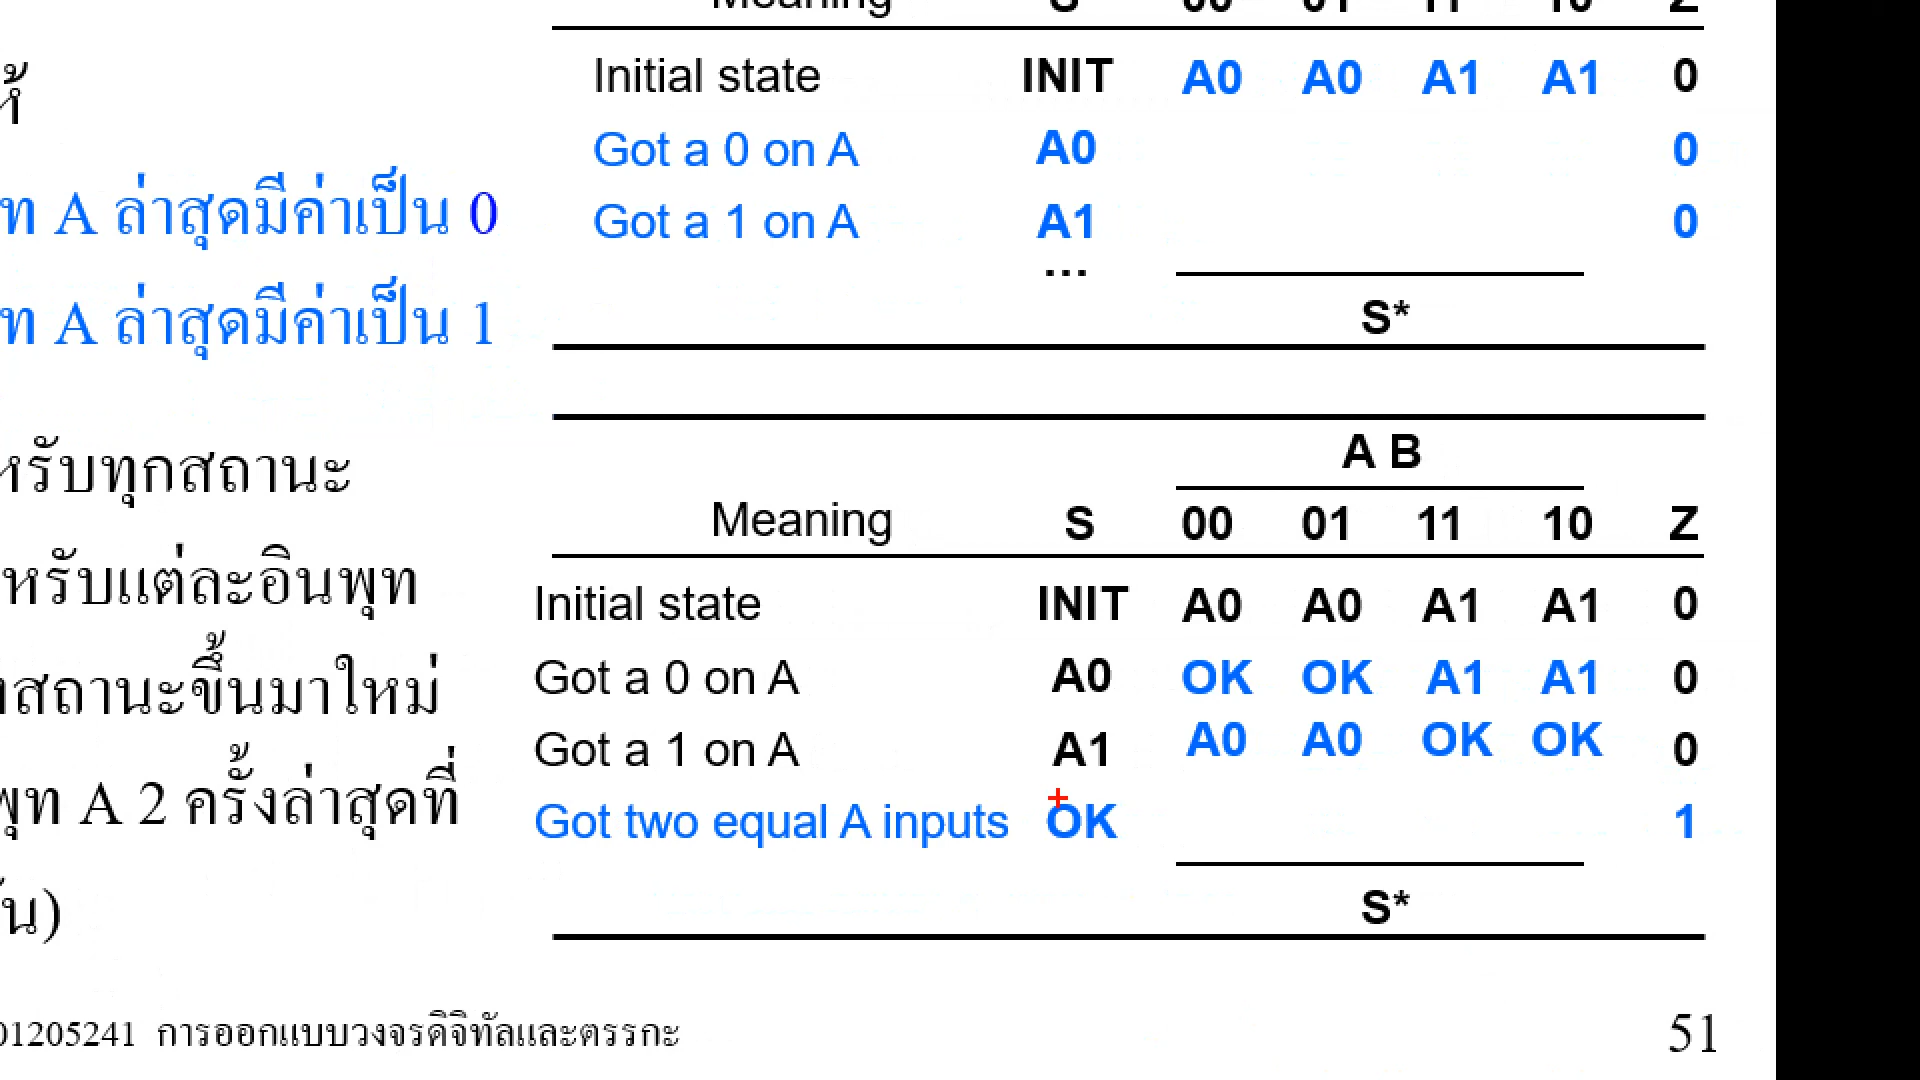 Meaning S 00 01 11 10 Z
Initial state INIT A0 A0 A1 A1 0
Got a 0 on A A0 0
ท A ล่าสุดมีค่าเป็น 0
Got a 1 on A A1 0
...
ท A ล่าสุดมีค่าเป็น 1
S*
A B
หรับทุกสถานะ
Meaning S 00 01 11 10 Z
หรับแต่ละอินพุท
Initial state INIT A0 A0 A1 A1 0
สถานะขึ้นมาใหม่
Got a 0 on A A0 OK OK A1 A1 0
Got a 1 on A A1 A0 A0 OK OK 0
พุท A 2 ครั้งล่าสุดที่
Got two equal A inputs OK 1
S*
น)
01205241 การออกแบบวงจรดิจิทัลและตรรกะ
51